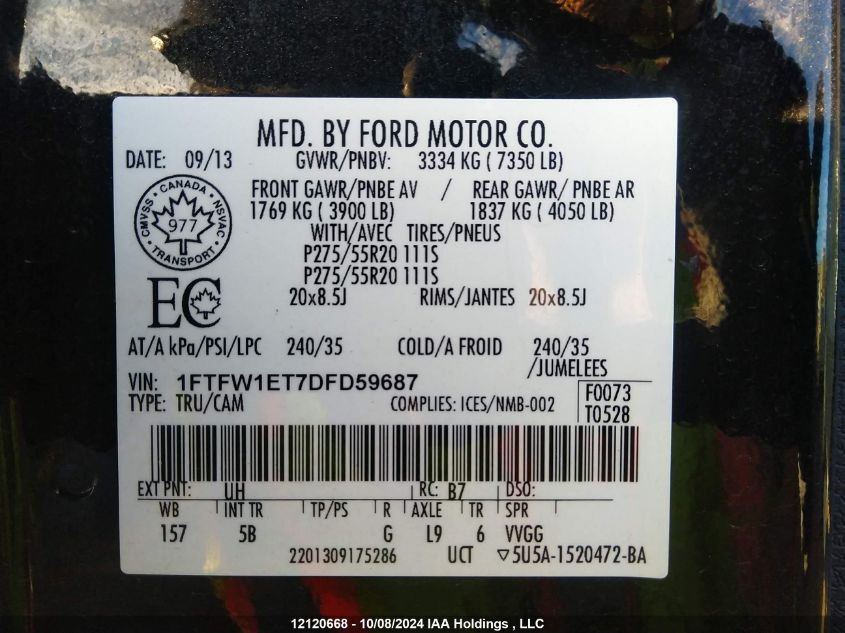 MFD. BY FORD MOTOR CO.
DATE: 09/13 GVWR/PNBV: 3334 KG ( 7350 LB)
FRONT GAWR/PNBE AV / REAR GAWR/ PNBE AR
1769 KG ( 3900 LB) 1837 KG ( 4050 LB)
WITH/AVEC TIRES/PNEUS
P275/55R20 111S
P275/55R20 111S
20x8.5J RIMS/JANTES 20x8.5J
CMVSS • CANADA • NSVAC • TRANSPORT •
977
EC
AT/A kPa/PSI/LPC 240/35 COLD/A FROID 240/35
/JUMELEES
VIN: 1FTFW1ET7DFD59687
TYPE: TRU/CAM COMPLIES: ICES/NMB-002
F0073
T0528
EXT PNT: UH RC: B7 DSO:
WB INT TR TP/PS R AXLE TR SPR
157 5B G L9 6 VVGG
2201309175286 UCT ▽5U5A-1520472-BA
12120668 - 10/08/2024 IAA Holdings , LLC